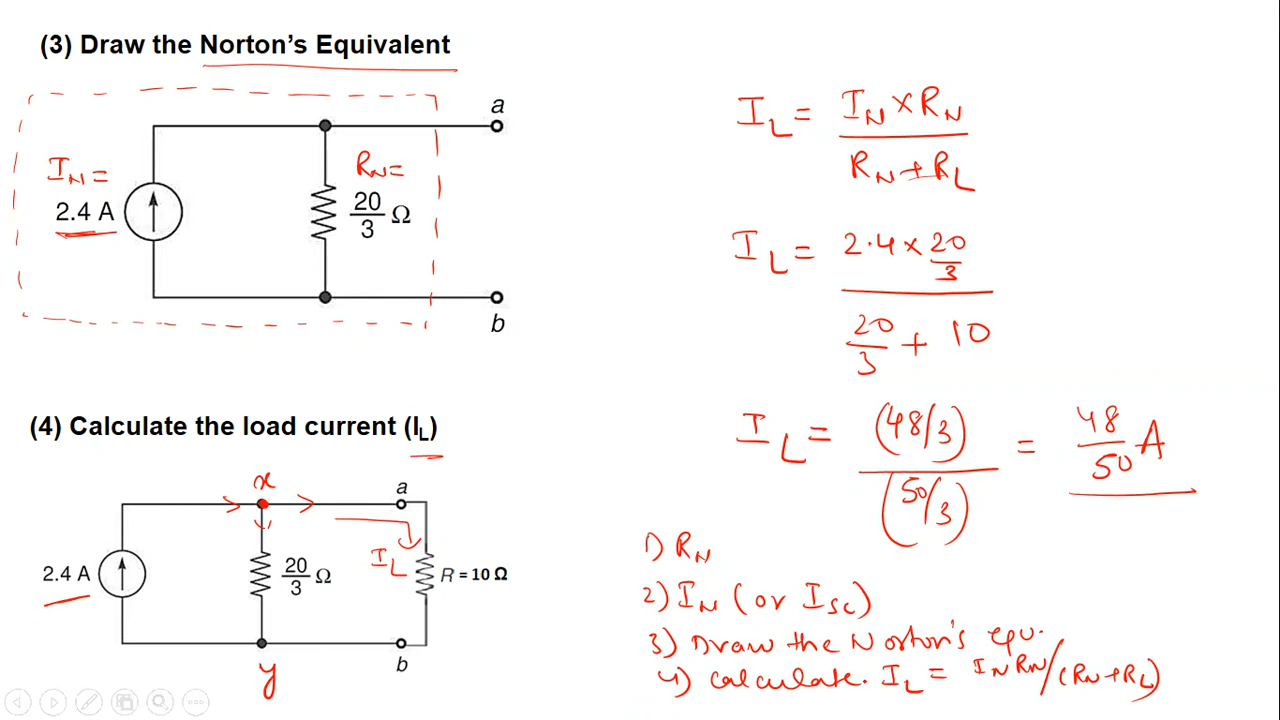 (3) Draw the Norton's Equivalent
a
I_N =
2.4 A
R_N =
20/3 Ω
b
(4) Calculate the load current (I_L)
x
a
2.4 A
20/3 Ω
I_L
R = 10 Ω
b
y
I_L = I_N × R_N / R_N + R_L
I_L = 2.4 × 20/3 / 20/3 + 10
I_L = (48/3) / (50/3) = 48/50 A
1) R_N
2) I_N (or I_SC)
3) Draw the Norton's equ.
4) Calculate. I_L = I_N R_N/(R_N+R_L)